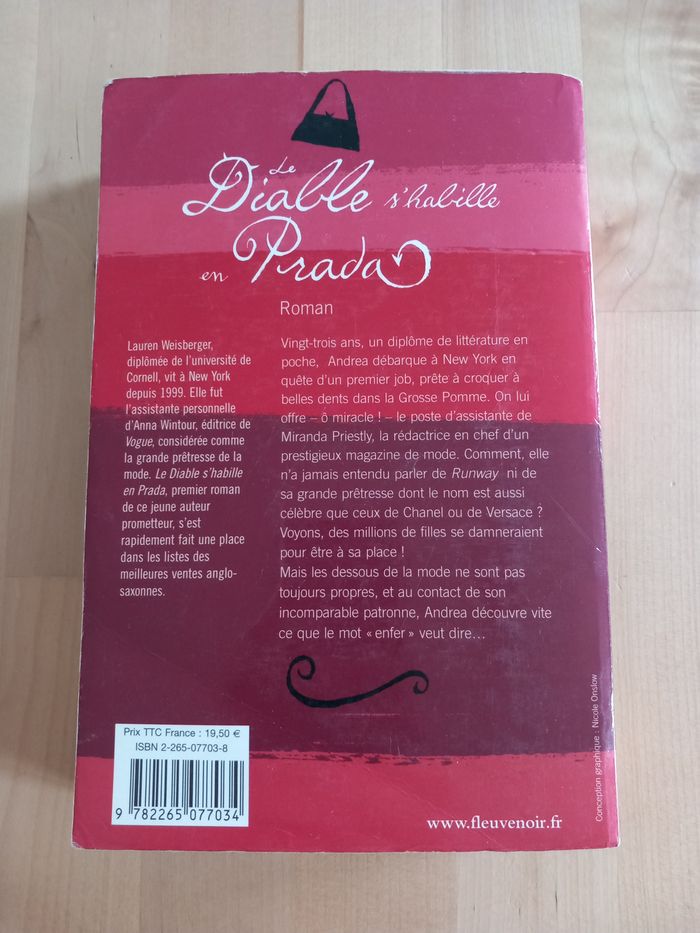 Le
Diable s'habille
en Prada
Roman
Lauren Weisberger,
diplômée de l'université de
Cornell, vit à New York
depuis 1999. Elle fut
l'assistante personnelle
d'Anna Wintour, éditrice de
Vogue, considérée comme
la grande prêtresse de la
mode. Le Diable s'habille
en Prada, premier roman
de ce jeune auteur
prometteur, s'est
rapidement fait une place
dans les listes des
meilleures ventes anglo-
saxonnes.
Vingt-trois ans, un diplôme de littérature en
poche, Andrea débarque à New York en
quête d'un premier job, prête à croquer à
belles dents dans la Grosse Pomme. On lui
offre – ô miracle ! – le poste d'assistante de
Miranda Priestly, la rédactrice en chef d'un
prestigieux magazine de mode. Comment, elle
n'a jamais entendu parler de Runway ni de
sa grande prêtresse dont le nom est aussi
célèbre que ceux de Chanel ou de Versace ?
Voyons, des millions de filles se damneraient
pour être à sa place !
Mais les dessous de la mode ne sont pas
toujours propres, et au contact de son
incomparable patronne, Andrea découvre vite
ce que le mot « enfer » veut dire...
Prix TTC France : 19,50 €
ISBN 2-265-07703-8
9 782265 077034
www.fleuvenoir.fr
Conception graphique : Nicole Onslow